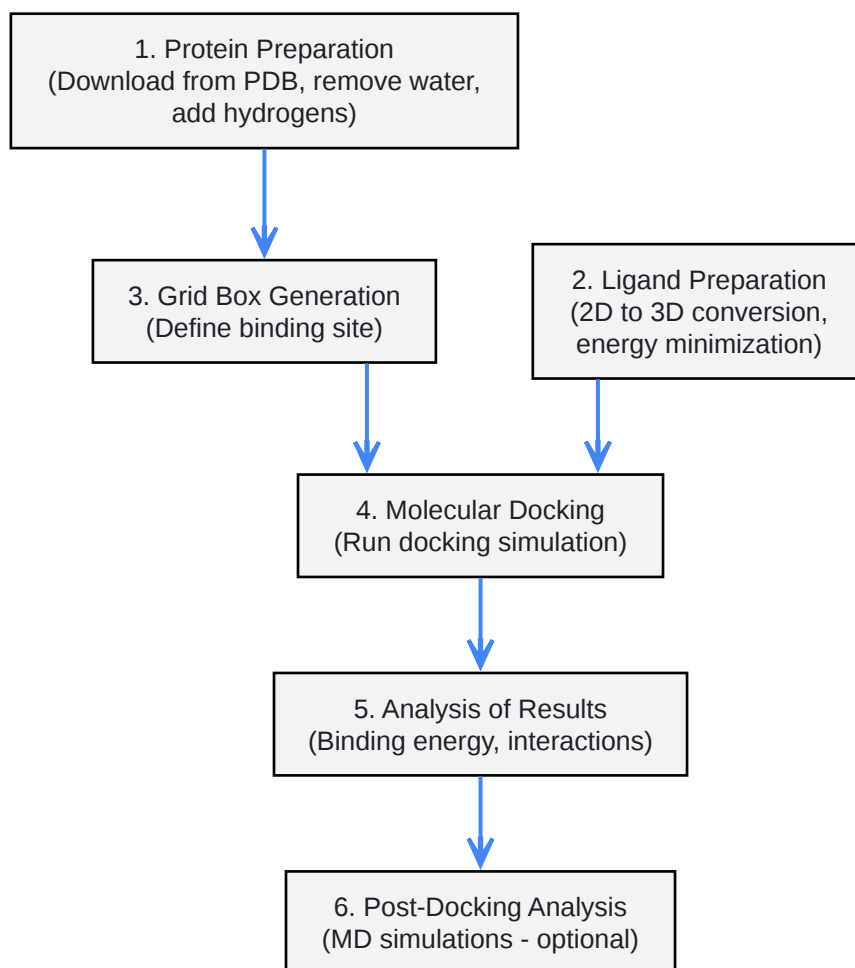 1. Protein Preparation
(Download from PDB, remove water,
add hydrogens)
3. Grid Box Generation
(Define binding site)
2. Ligand Preparation
(2D to 3D conversion,
energy minimization)
4. Molecular Docking
(Run docking simulation)
5. Analysis of Results
(Binding energy, interactions)
6. Post-Docking Analysis
(MD simulations - optional)